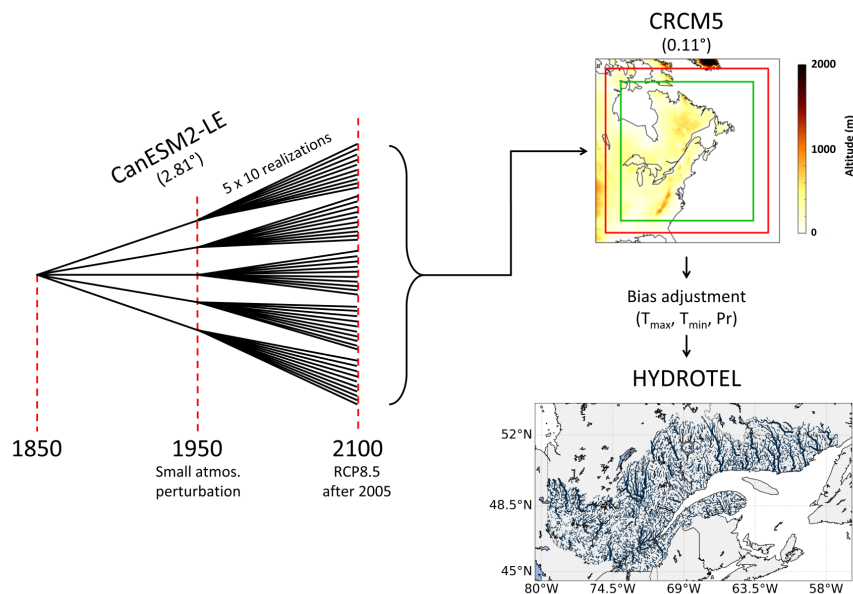 CanESM2-LE
(2.81°)
5 x 10 realizations
1850
1950
Small atmos.
perturbation
2100
RCP8.5
after 2005
CRCM5
(0.11°)
2000
1000
0
Altitude (m)
Bias adjustment
(Tmax, Tmin, Pr)
HYDROTEL
52°N
48.5°N
45°N
80°W 74.5°W 69°W 63.5°W 58°W